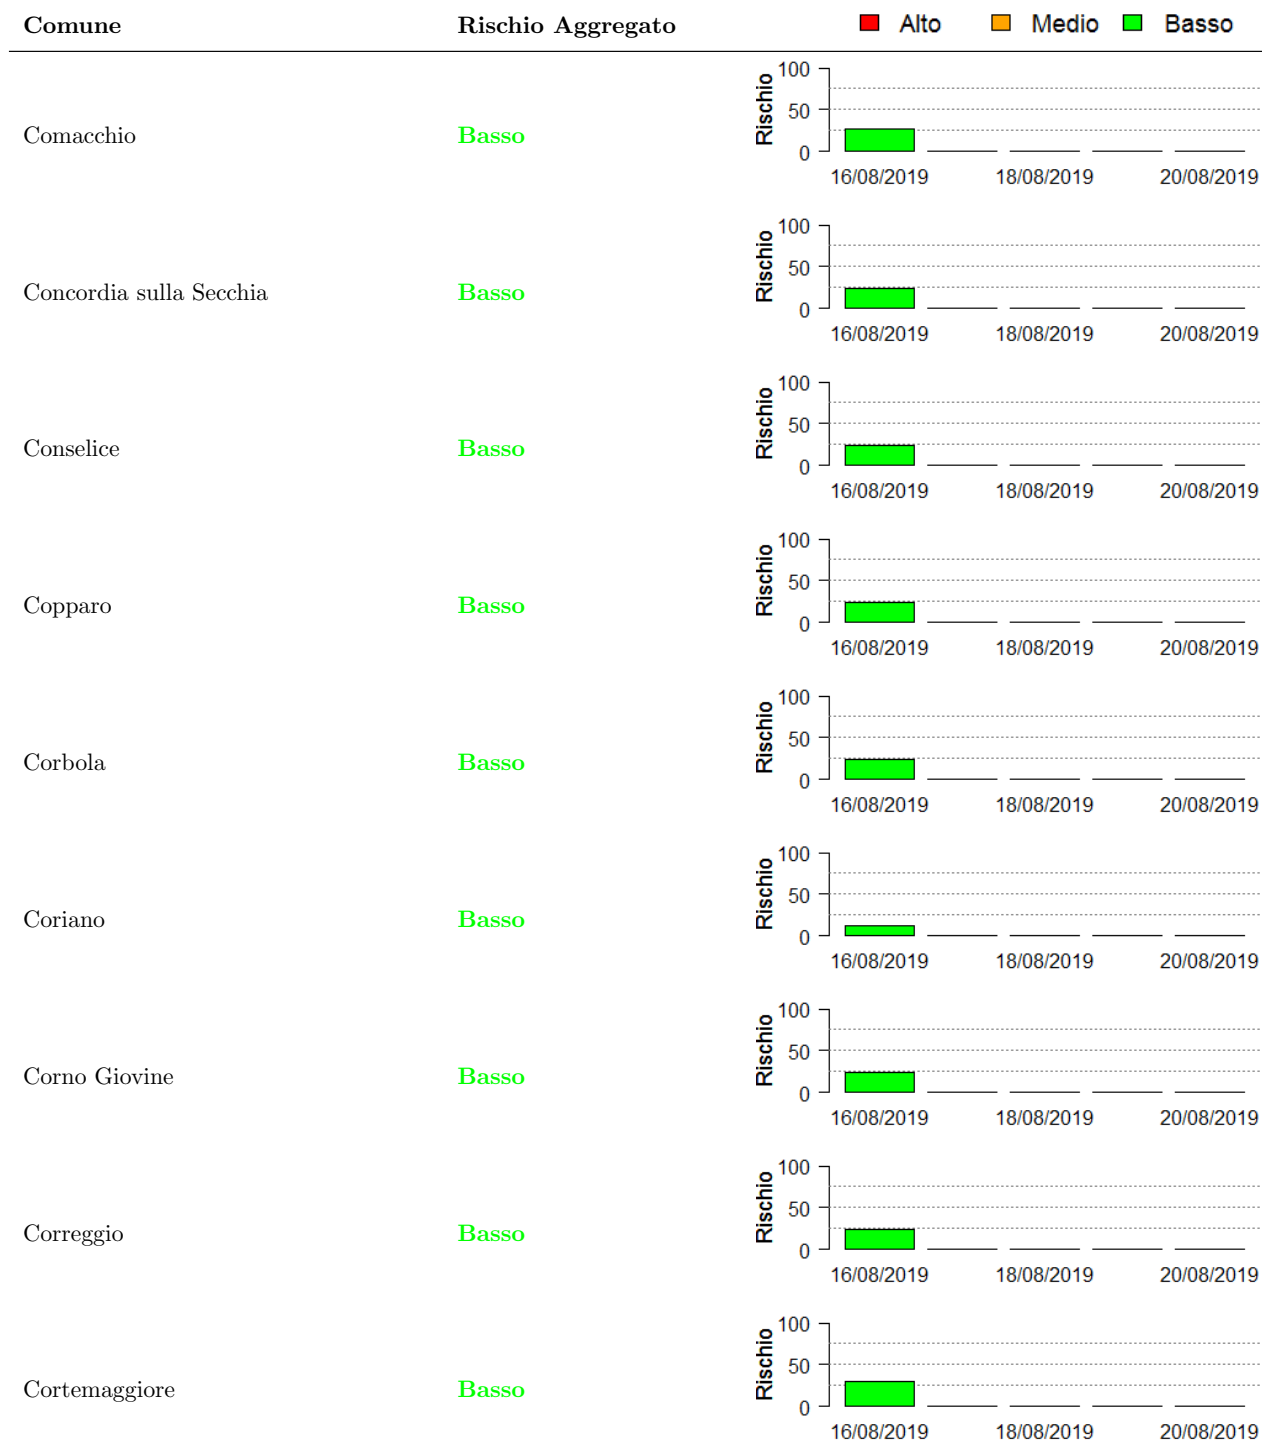 Comune Rischio Aggregato Alto Medio Basso
100
50
0
Rischio
Comacchio Basso
16/08/2019 18/08/2019 20/08/2019
100
50
0
Rischio
Concordia sulla Secchia Basso
16/08/2019 18/08/2019 20/08/2019
100
50
0
Rischio
Conselice Basso
16/08/2019 18/08/2019 20/08/2019
100
50
0
Rischio
Copparo Basso
16/08/2019 18/08/2019 20/08/2019
100
50
0
Rischio
Corbola Basso
16/08/2019 18/08/2019 20/08/2019
100
50
0
Rischio
Coriano Basso
16/08/2019 18/08/2019 20/08/2019
100
50
0
Rischio
Corno Giovine Basso
16/08/2019 18/08/2019 20/08/2019
100
50
0
Rischio
Correggio Basso
16/08/2019 18/08/2019 20/08/2019
100
50
0
Rischio
Cortemaggiore Basso
16/08/2019 18/08/2019 20/08/2019